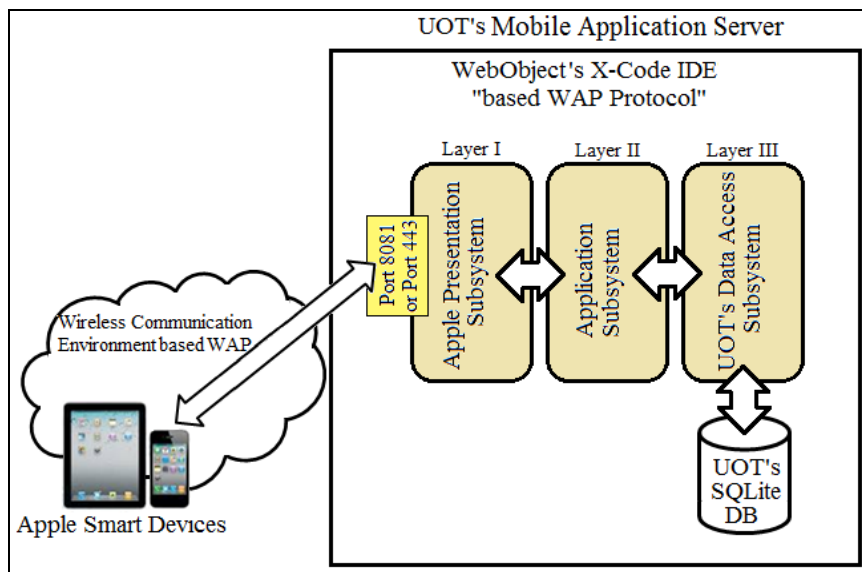 UOT's Mobile Application Server
WebObject's X-Code IDE
"based WAP Protocol"
Layer I
Layer II
Layer III
Port 8081
or Port 443
Apple Presentation
Subsystem
Application
Subsystem
UOT's Data Access
Subsystem
Wireless Communication
Environment based WAP
UOT's
SQLite
DB
Apple Smart Devices